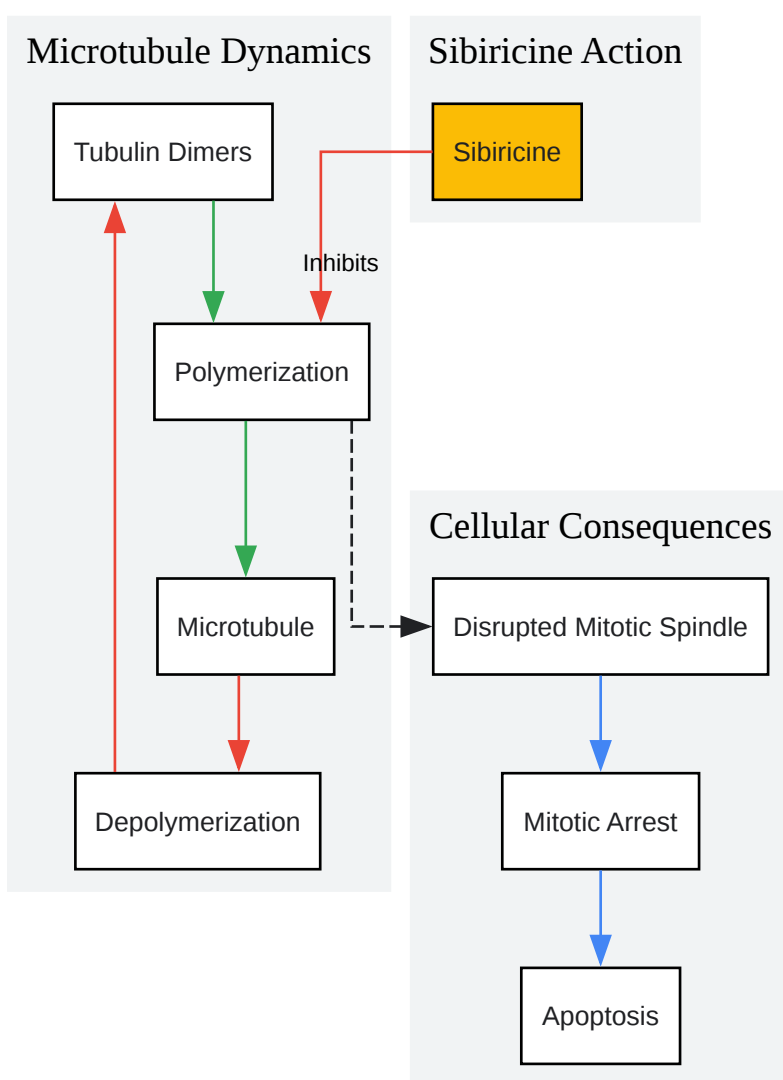 Microtubule Dynamics
Sibiricine Action
Tubulin Dimers
Sibiricine
Inhibits
Polymerization
Cellular Consequences
Microtubule
Disrupted Mitotic Spindle
Depolymerization
Mitotic Arrest
Apoptosis